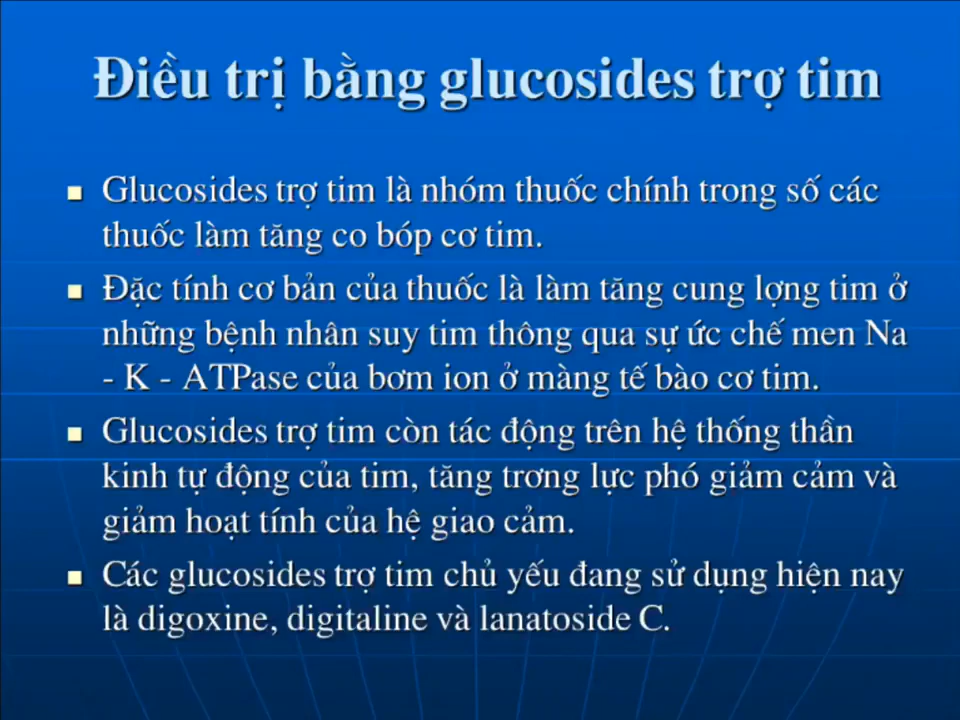 Điều trị bằng glucosides trợ tim
Glucosides trợ tim là nhóm thuốc chính trong số các
thuốc làm tăng co bóp cơ tim.
Đặc tính cơ bản của thuốc là làm tăng cung lợng tim ở
những bệnh nhân suy tim thông qua sự ức chế men Na
- K - ATPase của bơm ion ở màng tế bào cơ tim.
Glucosides trợ tim còn tác động trên hệ thống thần
kinh tự động của tim, tăng trơng lực phó giảm cảm và
giảm hoạt tính của hệ giao cảm.
Các glucosides trợ tim chủ yếu đang sử dụng hiện nay
là digoxine, digitaline và lanatoside C.